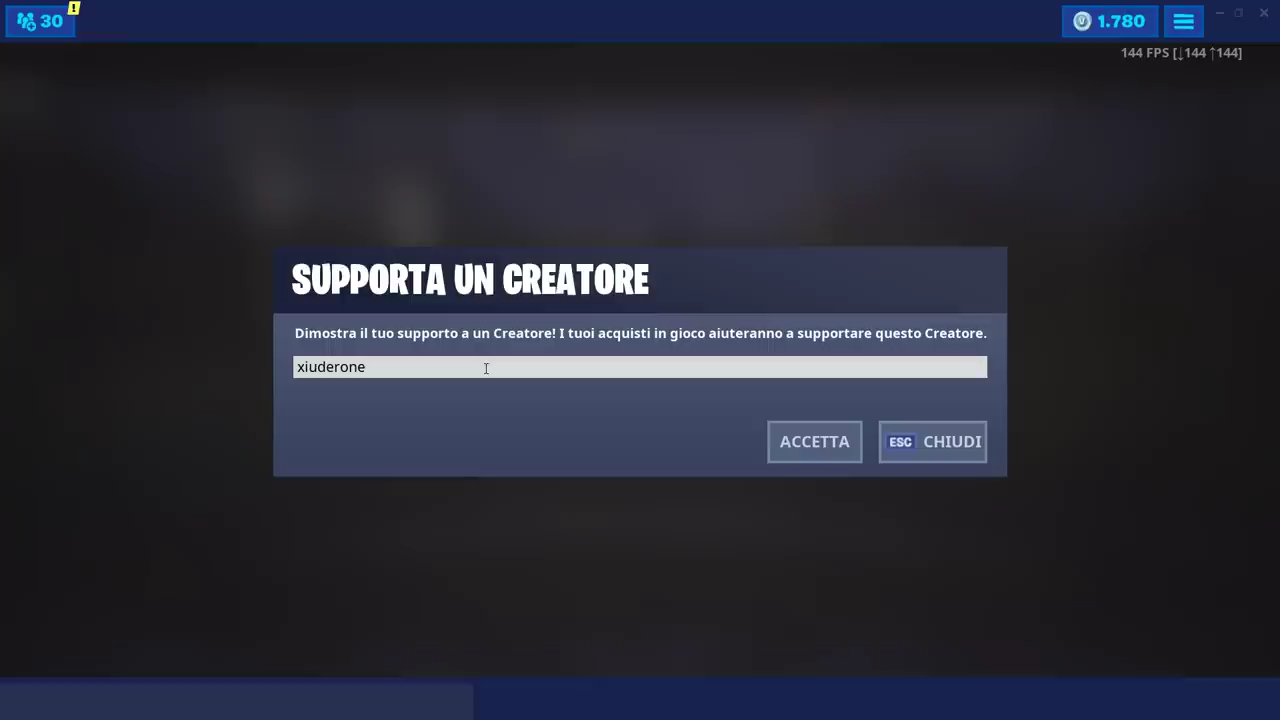 30
!
1.780
144 FPS [↓144 ↑144]
SUPPORTA UN CREATORE
Dimostra il tuo supporto a un Creatore! I tuoi acquisti in gioco aiuteranno a supportare questo Creatore.
xiuderone
ACCETTA
ESC CHIUDI